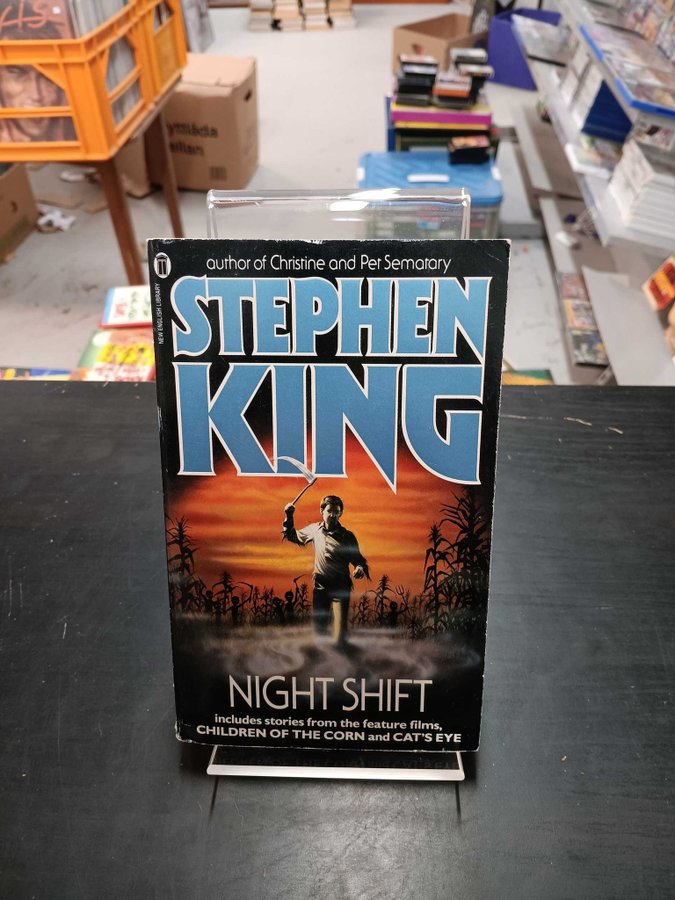 author of Christine and Pet Sematary
NEW ENGLISH LIBRARY
STEPHEN
KING
NIGHT SHIFT
includes stories from the feature films,
CHILDREN OF THE CORN and CAT'S EYE